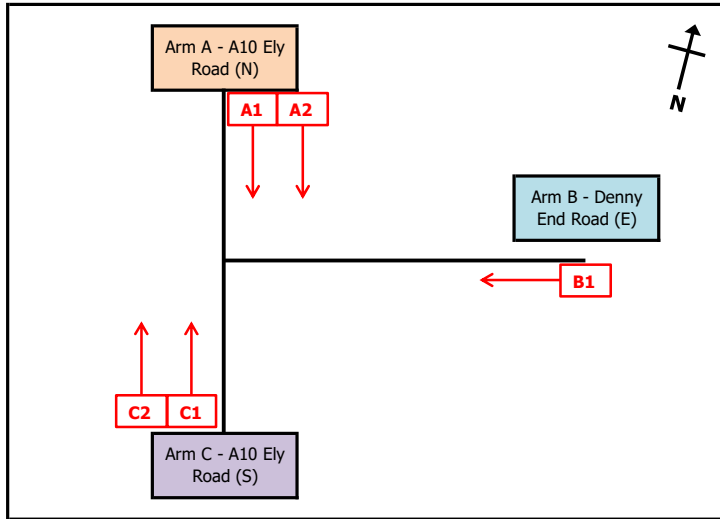 Arm A - A10 Ely
Road (N)
A1 A2
N
Arm B - Denny
End Road (E)
B1
C2 C1
Arm C - A10 Ely
Road (S)